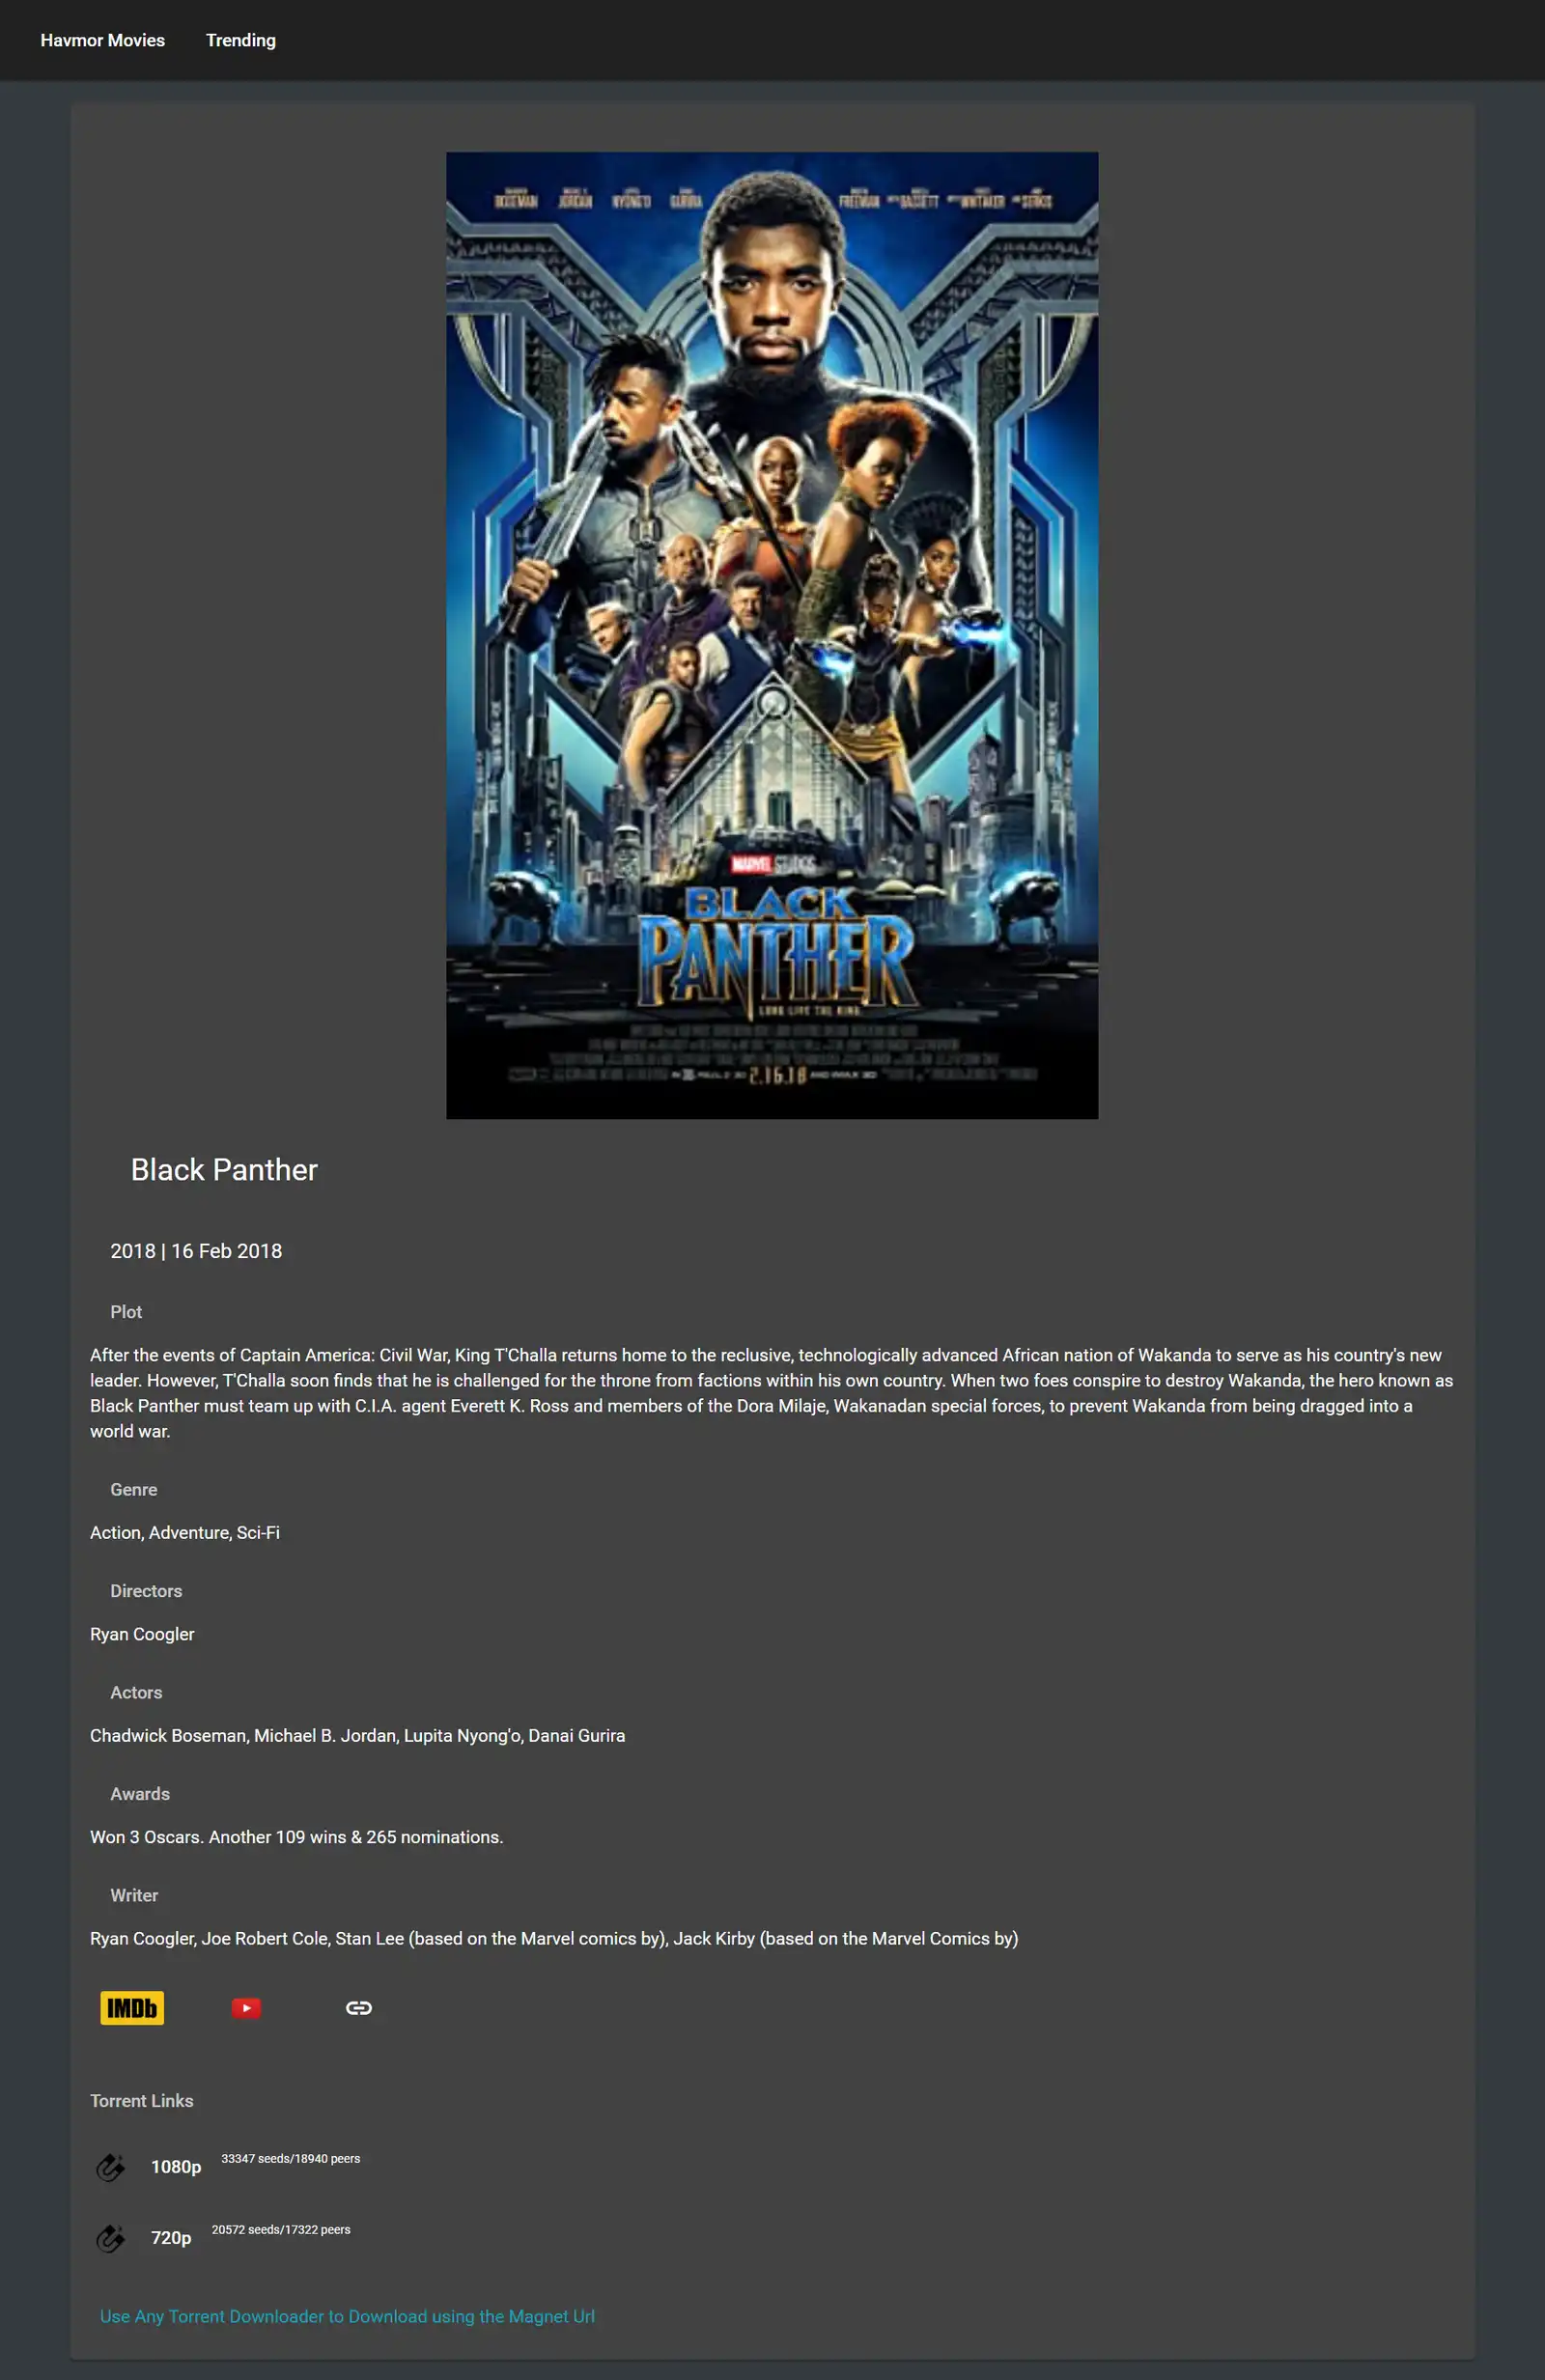 Havmor Movies Trending
BOSEMAN JORDAN NYONG'O GURIRA FREEMAN BASSETT WHITAKER SERKIS
MARVEL STUDIOS
BLACK
PANTHER
LONG LIVE THE KING
2.16.18
Black Panther
2018 | 16 Feb 2018
Plot
After the events of Captain America: Civil War, King T'Challa returns home to the reclusive, technologically advanced African nation of Wakanda to serve as his country's new
leader. However, T'Challa soon finds that he is challenged for the throne from factions within his own country. When two foes conspire to destroy Wakanda, the hero known as
Black Panther must team up with C.I.A. agent Everett K. Ross and members of the Dora Milaje, Wakanadan special forces, to prevent Wakanda from being dragged into a
world war.
Genre
Action, Adventure, Sci-Fi
Directors
Ryan Coogler
Actors
Chadwick Boseman, Michael B. Jordan, Lupita Nyong'o, Danai Gurira
Awards
Won 3 Oscars. Another 109 wins & 265 nominations.
Writer
Ryan Coogler, Joe Robert Cole, Stan Lee (based on the Marvel comics by), Jack Kirby (based on the Marvel Comics by)
IMDb
Torrent Links
1080p 33347 seeds/18940 peers
720p 20572 seeds/17322 peers
Use Any Torrent Downloader to Download using the Magnet Url